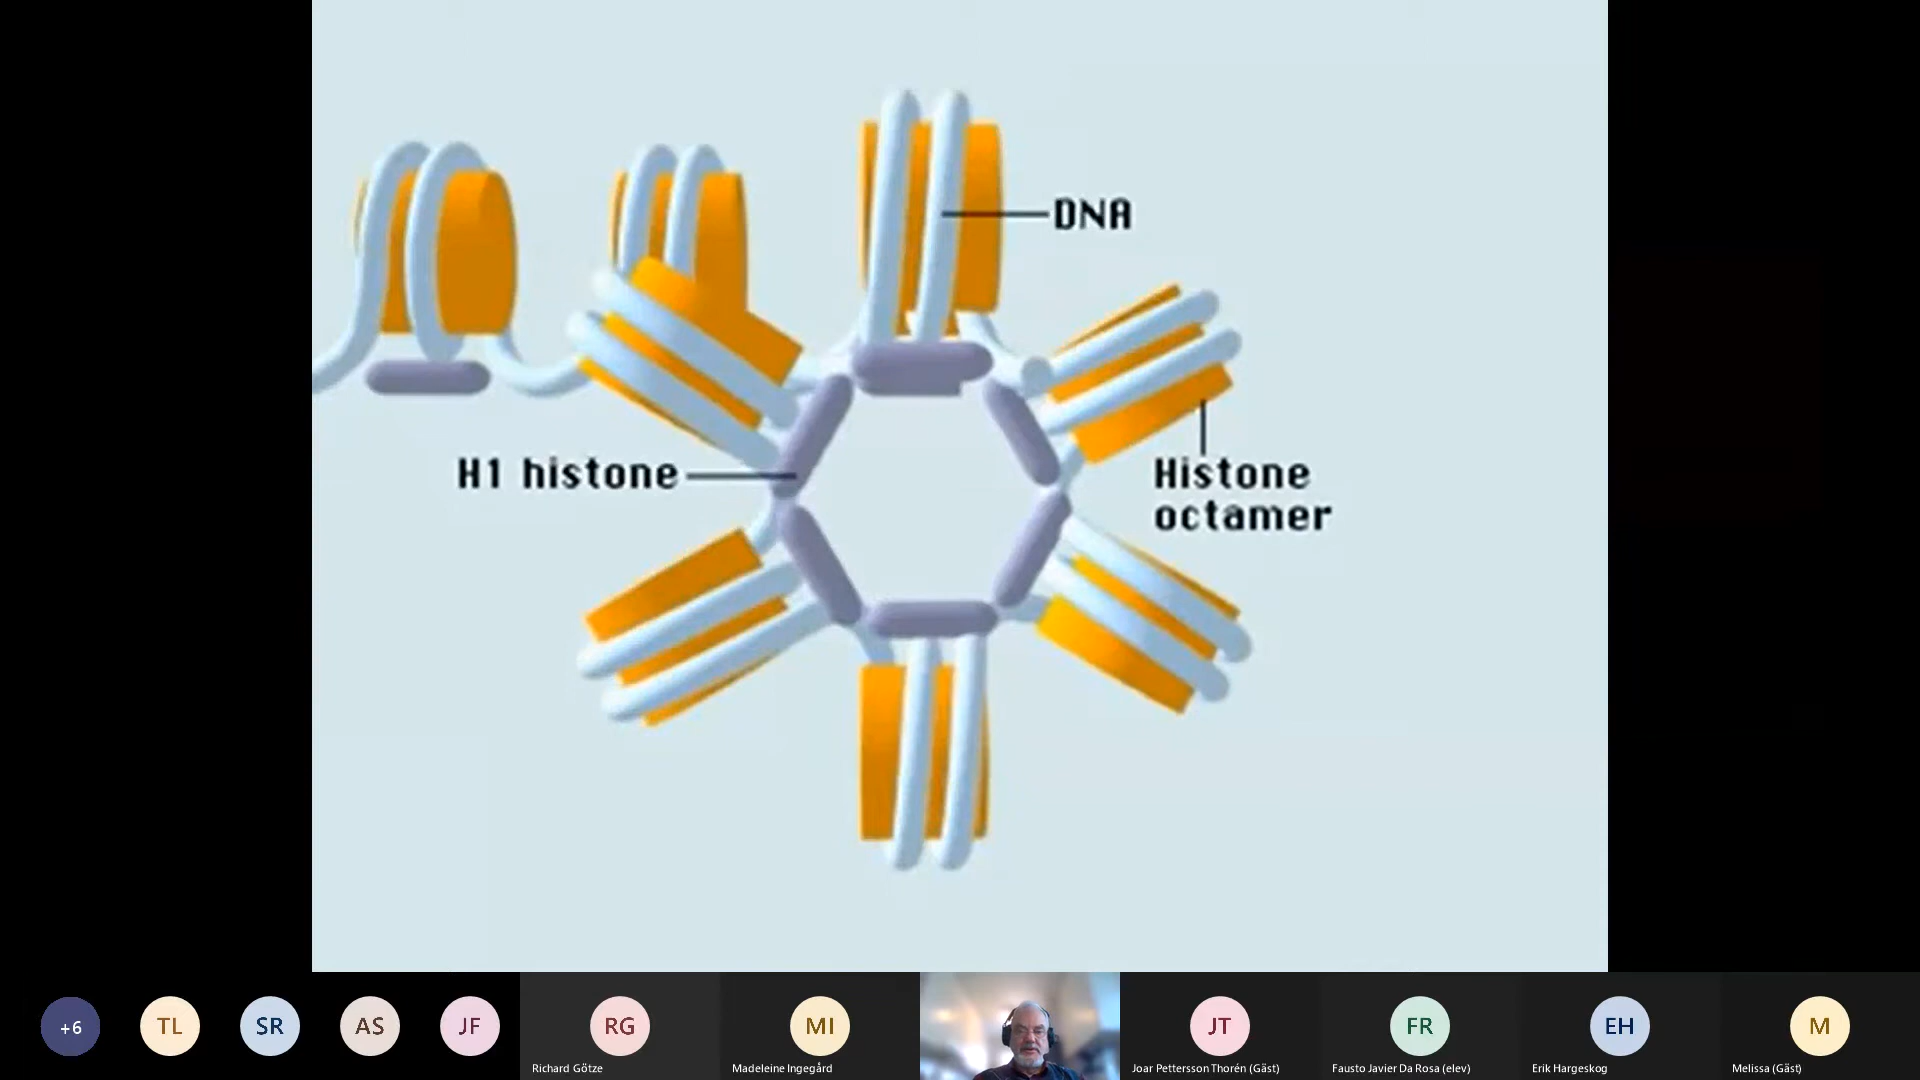 DNA
H1 histone
Histone
octamer
+6
TL
SR
AS
JF
RG
MI
JT
FR
EH
M
Richard Götze
Madeleine Ingegård
Joar Pettersson Thorén (Gäst)
Fausto Javier Da Rosa (elev)
Erik Hargeskog
Melissa (Gäst)